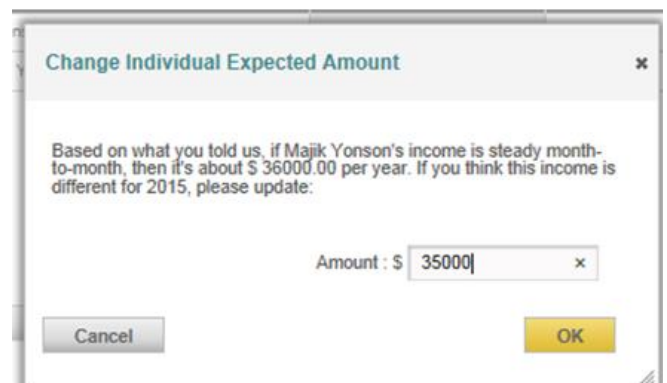 Change Individual Expected Amount ×
Based on what you told us, if Majik Yonson's income is steady month-
to-month, then it's about $ 36000.00 per year. If you think this income is
different for 2015, please update:
Amount : $ 35000 ×
Cancel OK